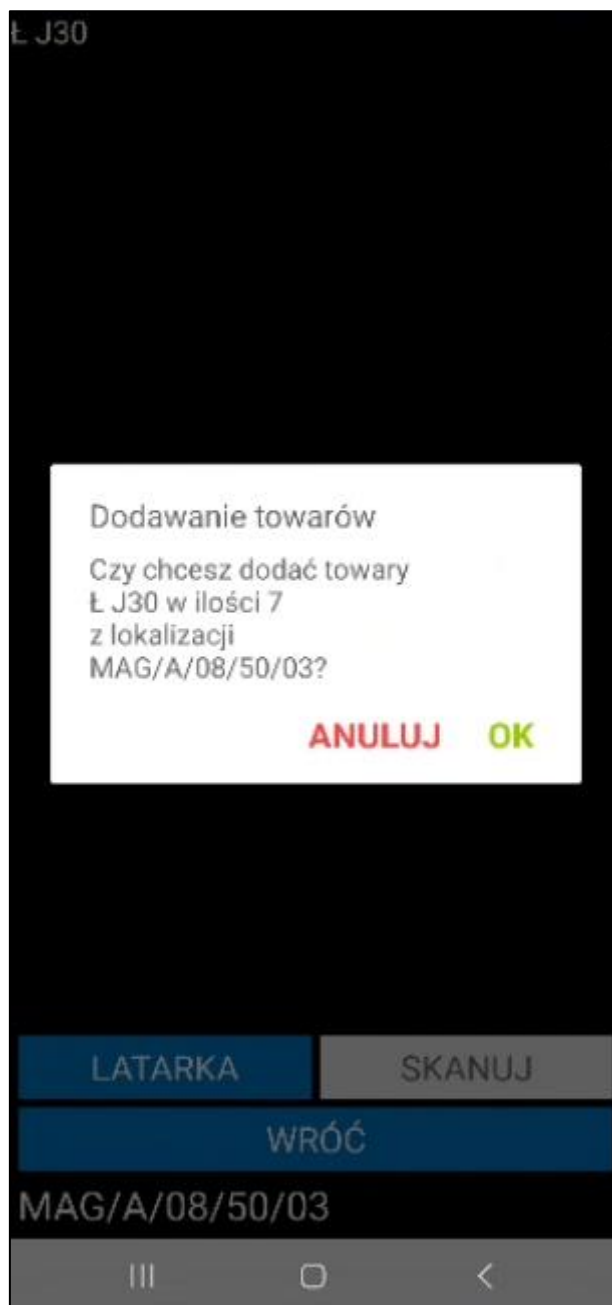 Ł J30
Dodawanie towarów
Czy chcesz dodać towary
Ł J30 w ilości 7
z lokalizacji
MAG/A/08/50/03?
ANULUJ OK
LATARKA SKANUJ
WRÓĆ
MAG/A/08/50/03